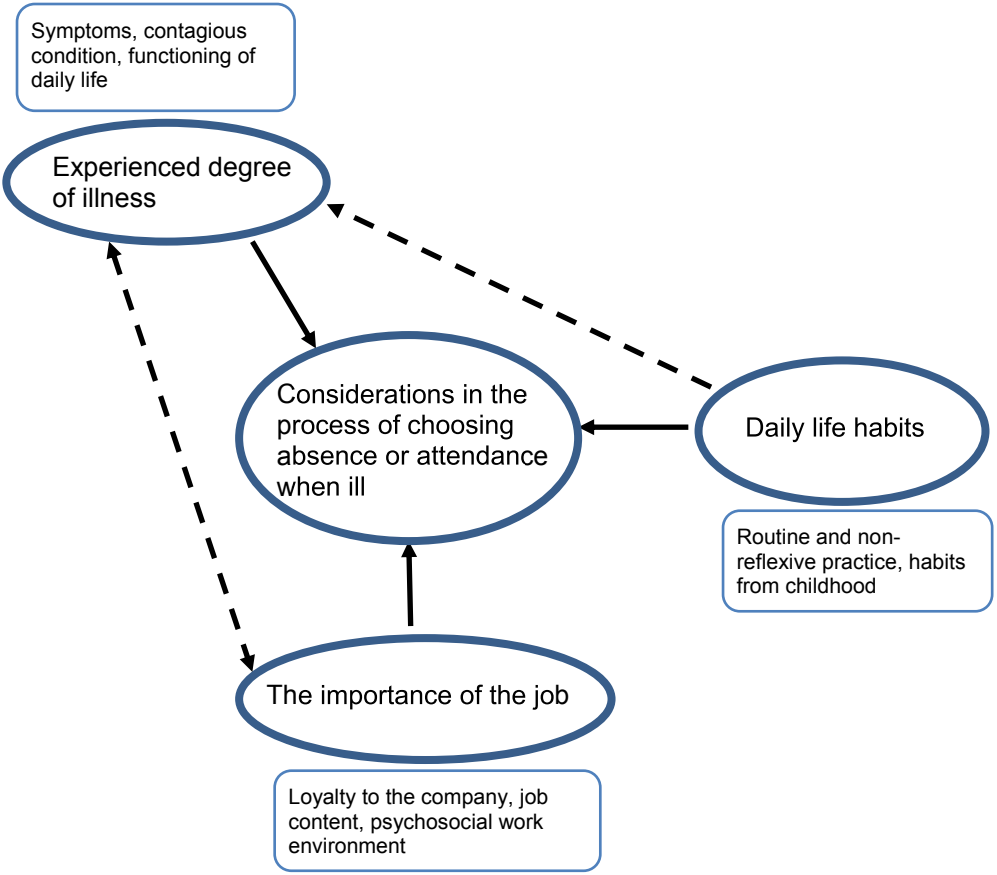 Symptoms, contagious
condition, functioning of
daily life
Experienced degree
of illness
Considerations in the
process of choosing
absence or attendance
when ill
Daily life habits
Routine and non-
reflexive practice, habits
from childhood
The importance of the job
Loyalty to the company, job
content, psychosocial work
environment